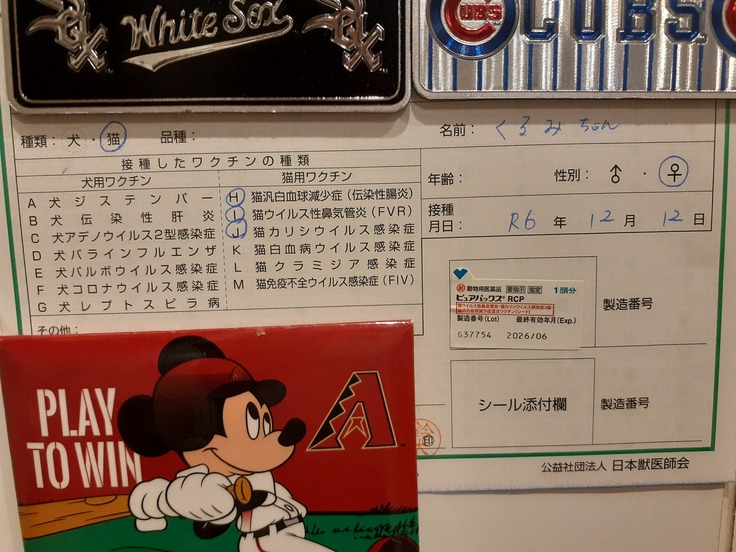 White Sox
CUBS
CUBS
種類： 犬 ・ 猫 品種：
名前： くるみちゃん
接種したワクチンの種類
犬用ワクチン 猫用ワクチン
A 犬ジステンパー
B 犬伝染性肝炎
C 犬アデノウイルス2型感染症
D 犬パラインフルエンザ
E 犬パルボウイルス感染症
F 犬コロナウイルス感染症
G 犬レプトスピラ病
H 猫汎白血球減少症（伝染性腸炎）
I 猫ウイルス性鼻気管炎（FVR）
J 猫カリシウイルス感染症
K 猫白血病ウイルス感染症
L 猫クラミジア感染症
M 猫免疫不全ウイルス感染症（FIV）
その他：
年齢： 性別： ♂ ・ ♀
接種
月日： R6 年 12 月 12 日
動物用医薬品 要指示 指定 1頭分
ピュアバックス RCP
製造番号(Lot) 最終有効年月(Exp.)
G37754 2026/06
製造番号
シール添付欄
製造番号
印
公益社団法人 日本獣医師会
PLAY
TO WIN
A